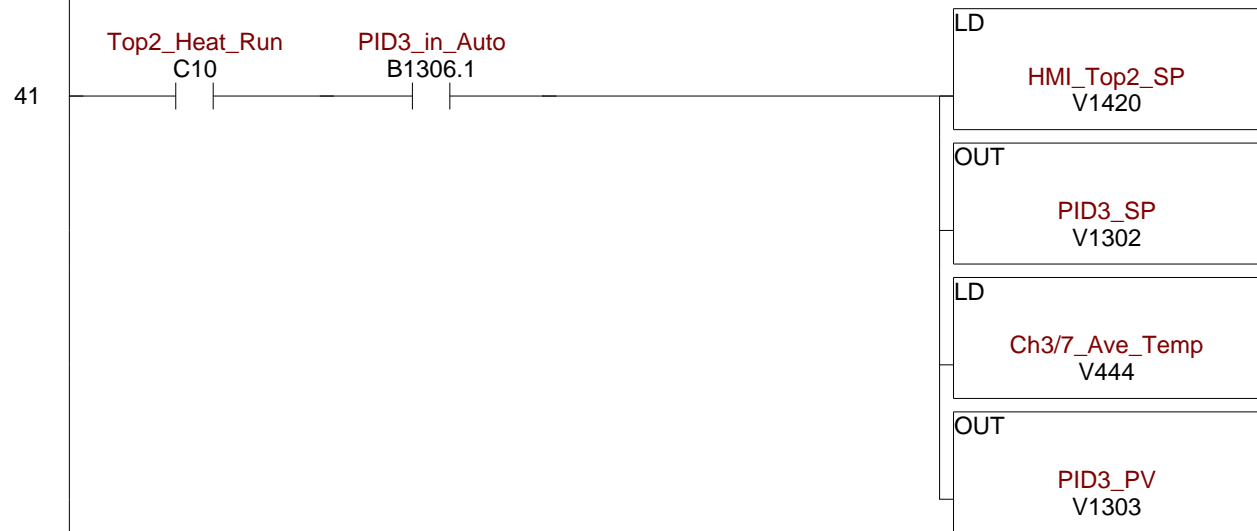 Top2_Heat_Run
C10
PID3_in_Auto
B1306.1
41
LD
HMI_Top2_SP
V1420
OUT
PID3_SP
V1302
LD
Ch3/7_Ave_Temp
V444
OUT
PID3_PV
V1303